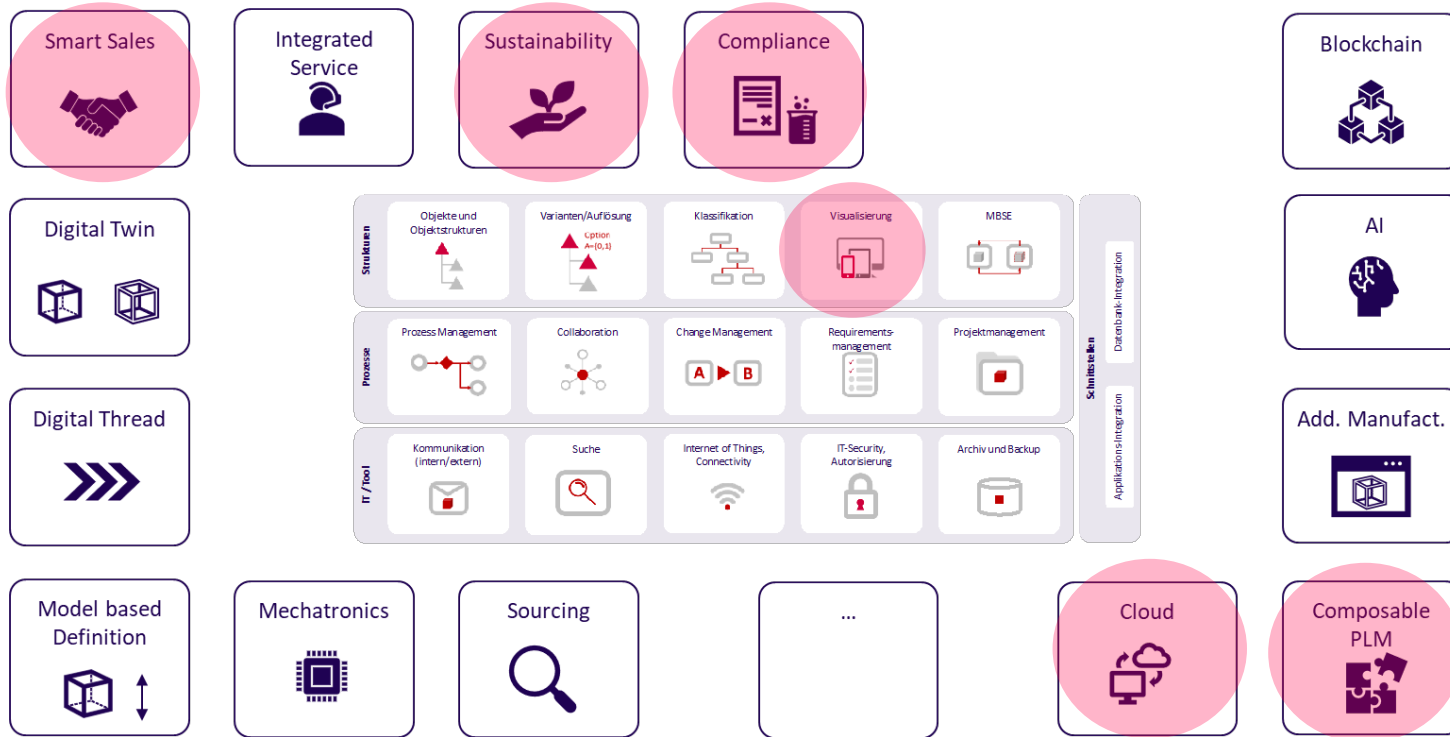 Smart Sales
Integrated
Service
Sustainability
Compliance
Blockchain
Digital Twin
AI
Strukturen
Objekte und
Objektstrukturen
Varianten/Auflösung
Option
A={0,1}
Klassifikation
Visualisierung
MBSE
Prozesse
Prozess Management
Collaboration
Change Management
A
B
Requirements-
management
Projektmanagement
IT / Tool
Kommunikation
(intern/extern)
Suche
Internet of Things,
Connectivity
IT-Security,
Autorisierung
Archiv und Backup
Schnittstellen
Datenbank-Integration
Applikations-Integration
Digital Thread
Add. Manufact.
Model based
Definition
Mechatronics
Sourcing
...
Cloud
Composable
PLM